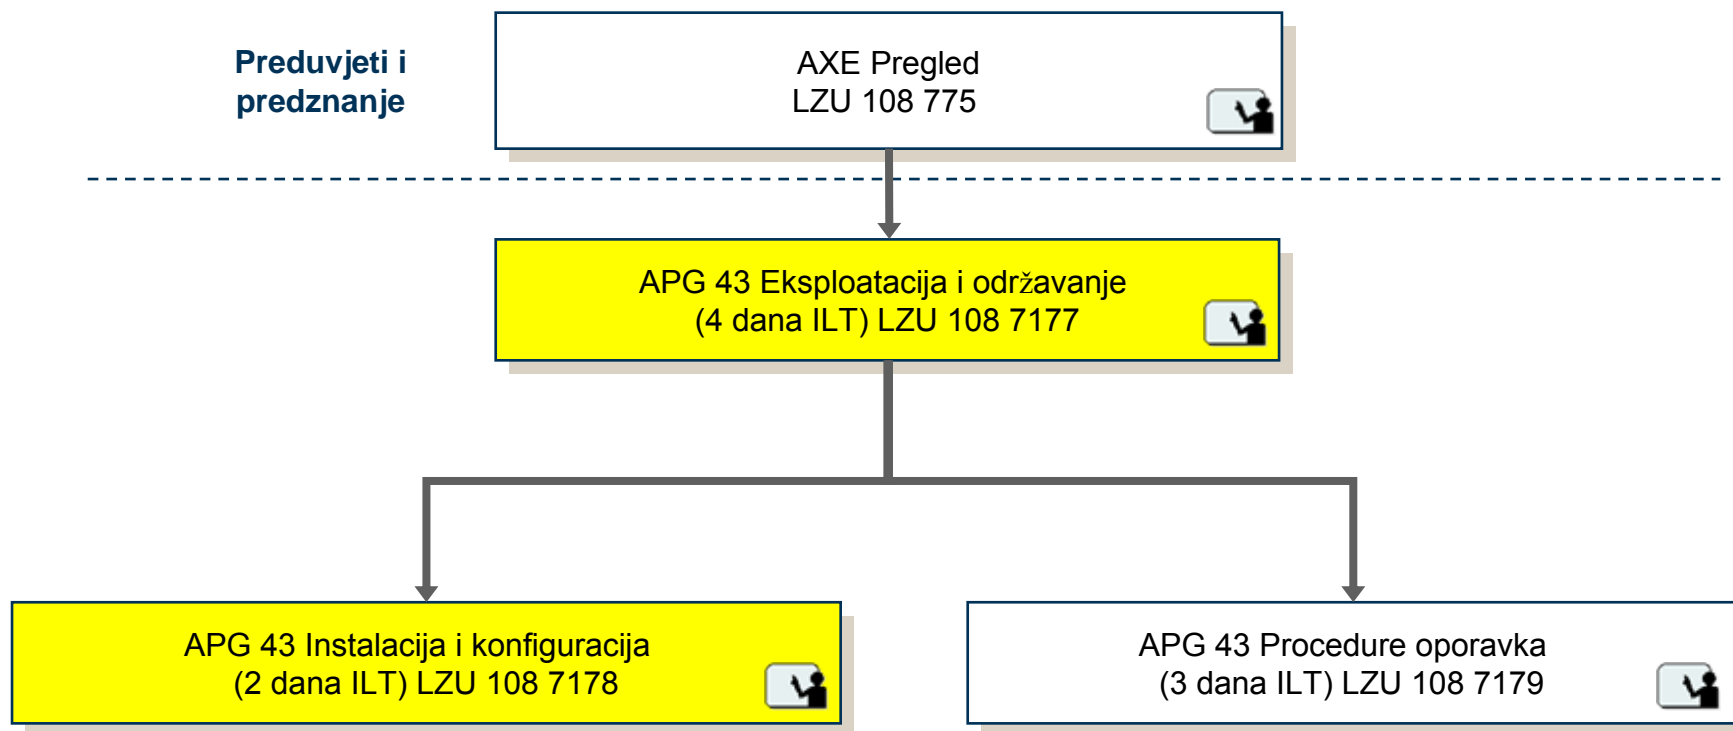 Preduvjeti i
predznanje
AXE Pregled
LZU 108 775
APG 43 Eksploatacija i održavanje
(4 dana ILT) LZU 108 7177
APG 43 Instalacija i konfiguracija
(2 dana ILT) LZU 108 7178
APG 43 Procedure oporavka
(3 dana ILT) LZU 108 7179